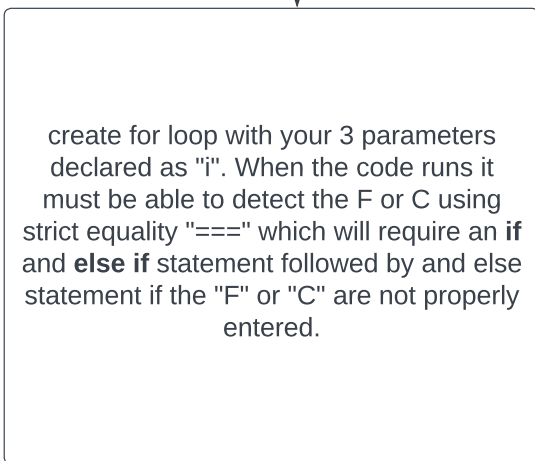 create for loop with your 3 parameters
declared as "i". When the code runs it
must be able to detect the F or C using
strict equality "===" which will require an if
and else if statement followed by and else
statement if the "F" or "C" are not properly
entered.